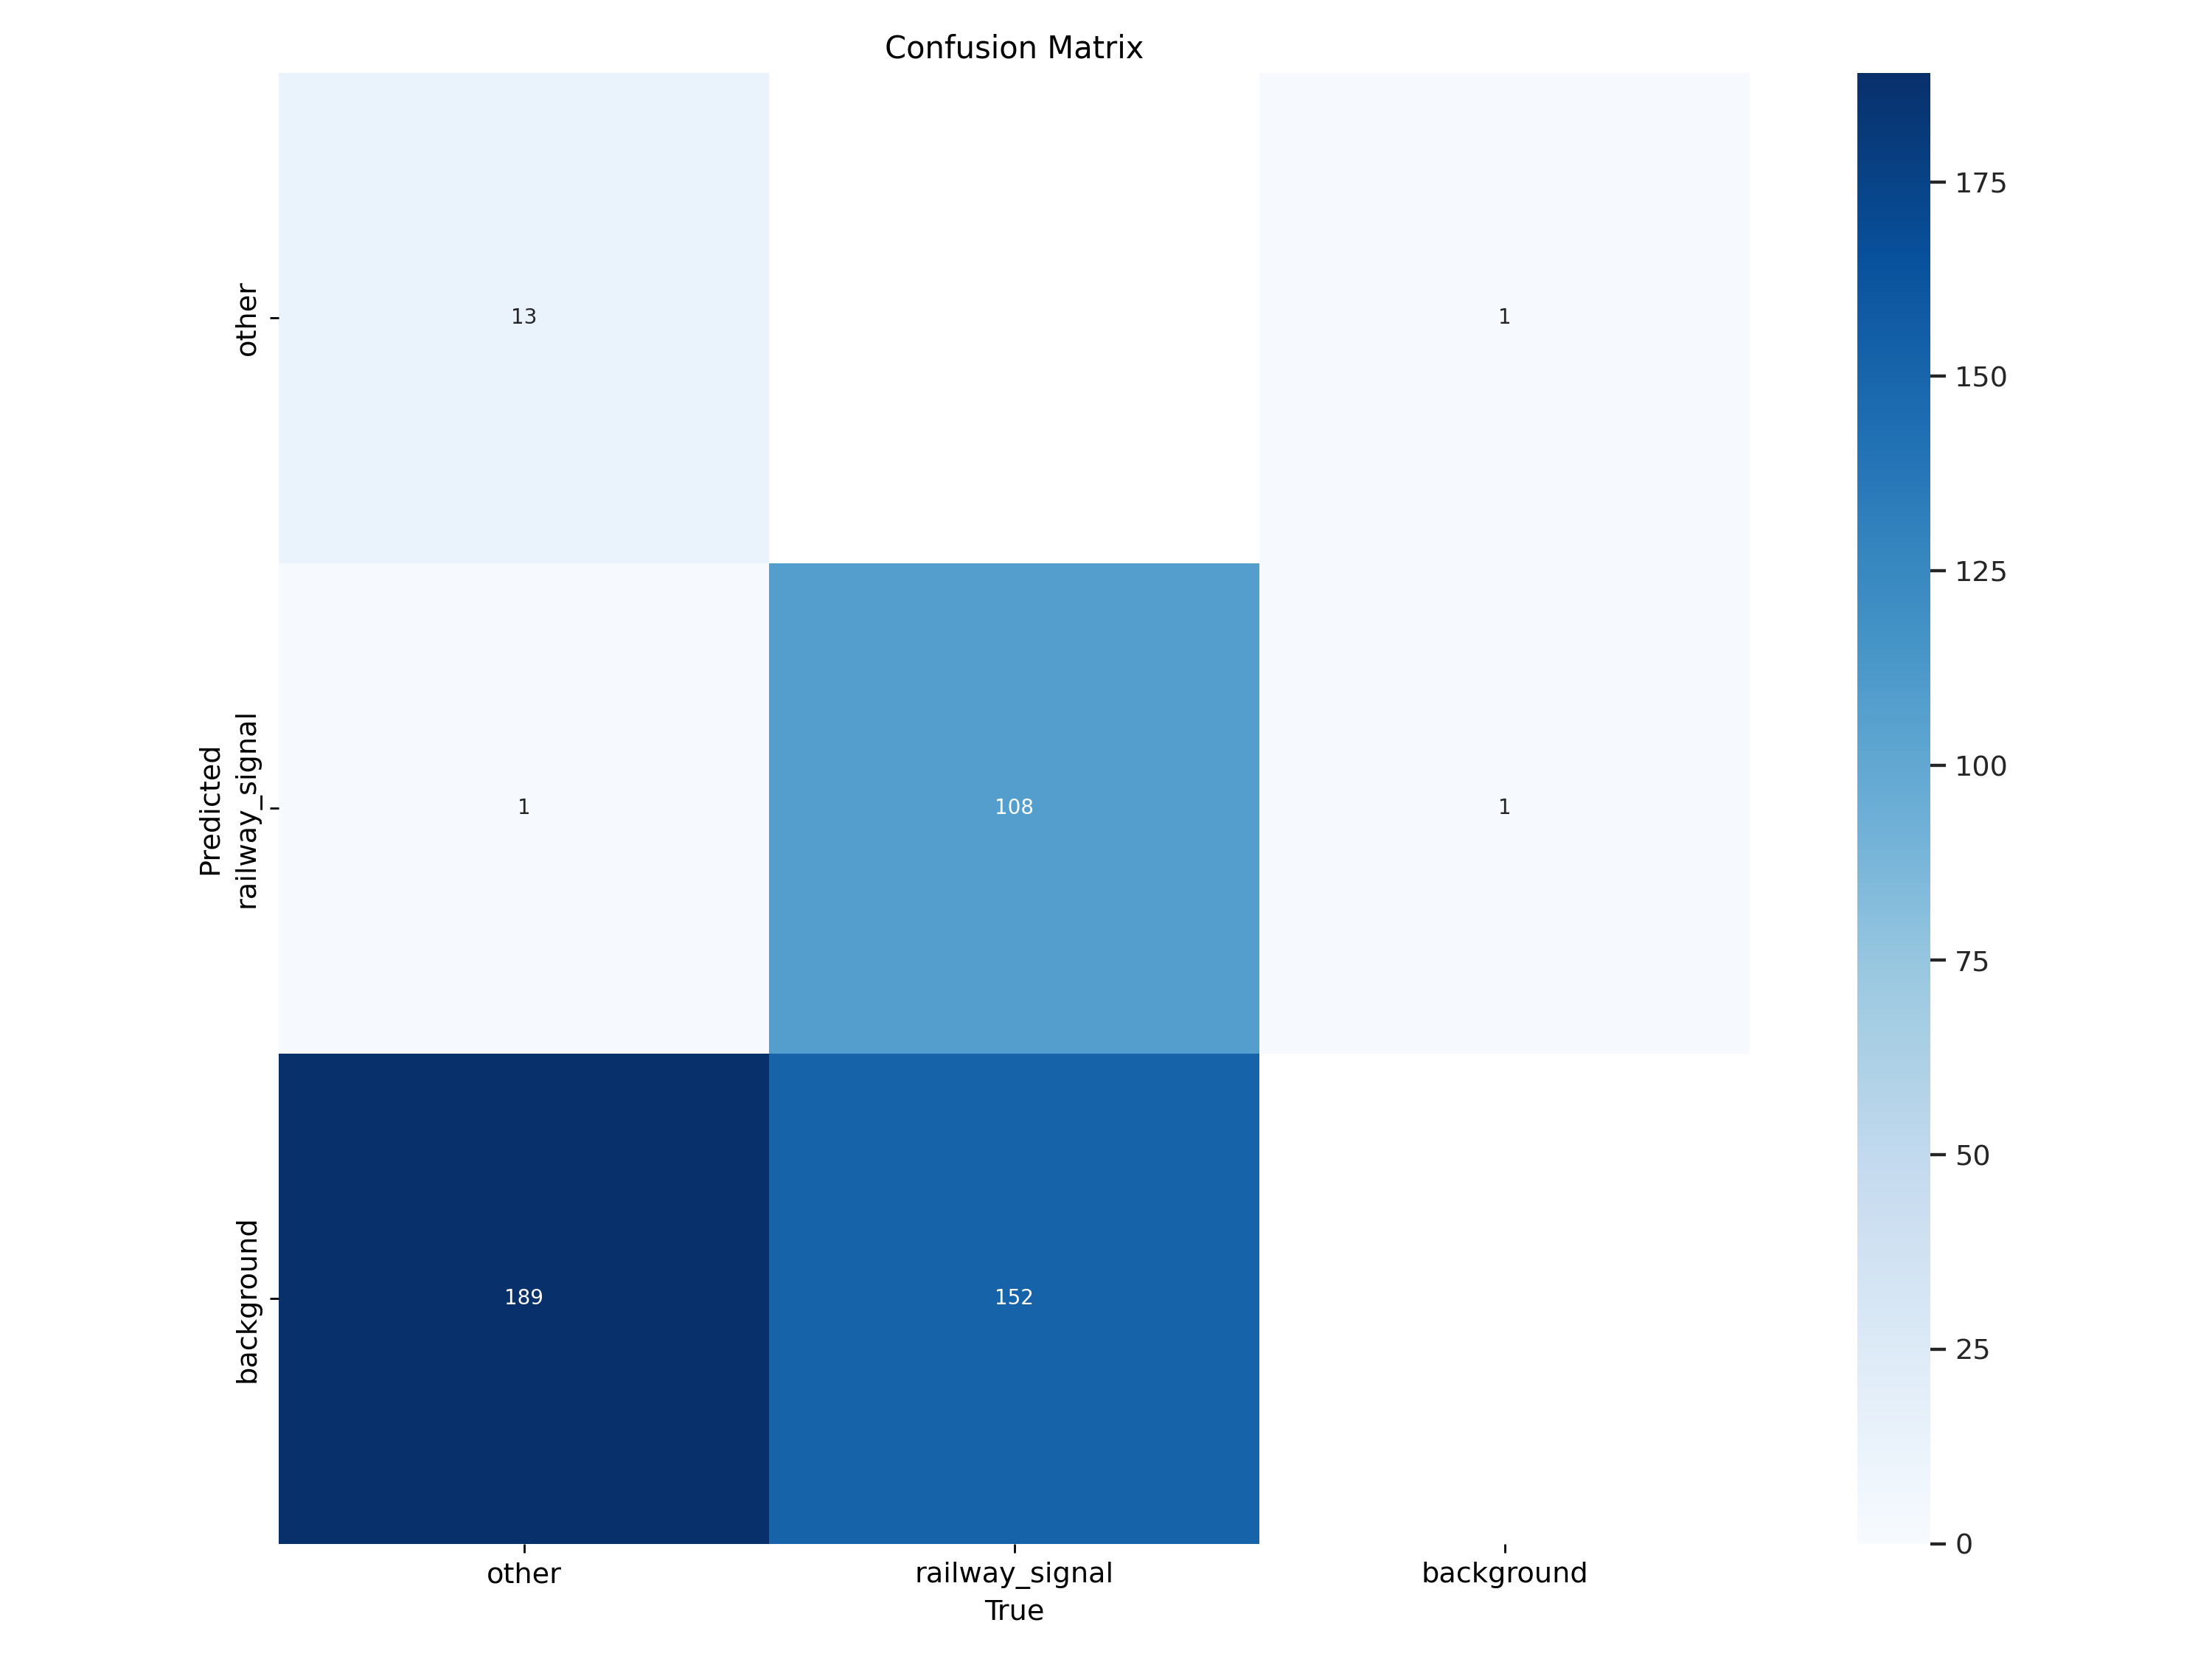 Confusion Matrix
other
13
1
175
150
125
Predicted
railway_signal
1
108
1
100
75
50
background
189
152
25
0
other
railway_signal
background
True